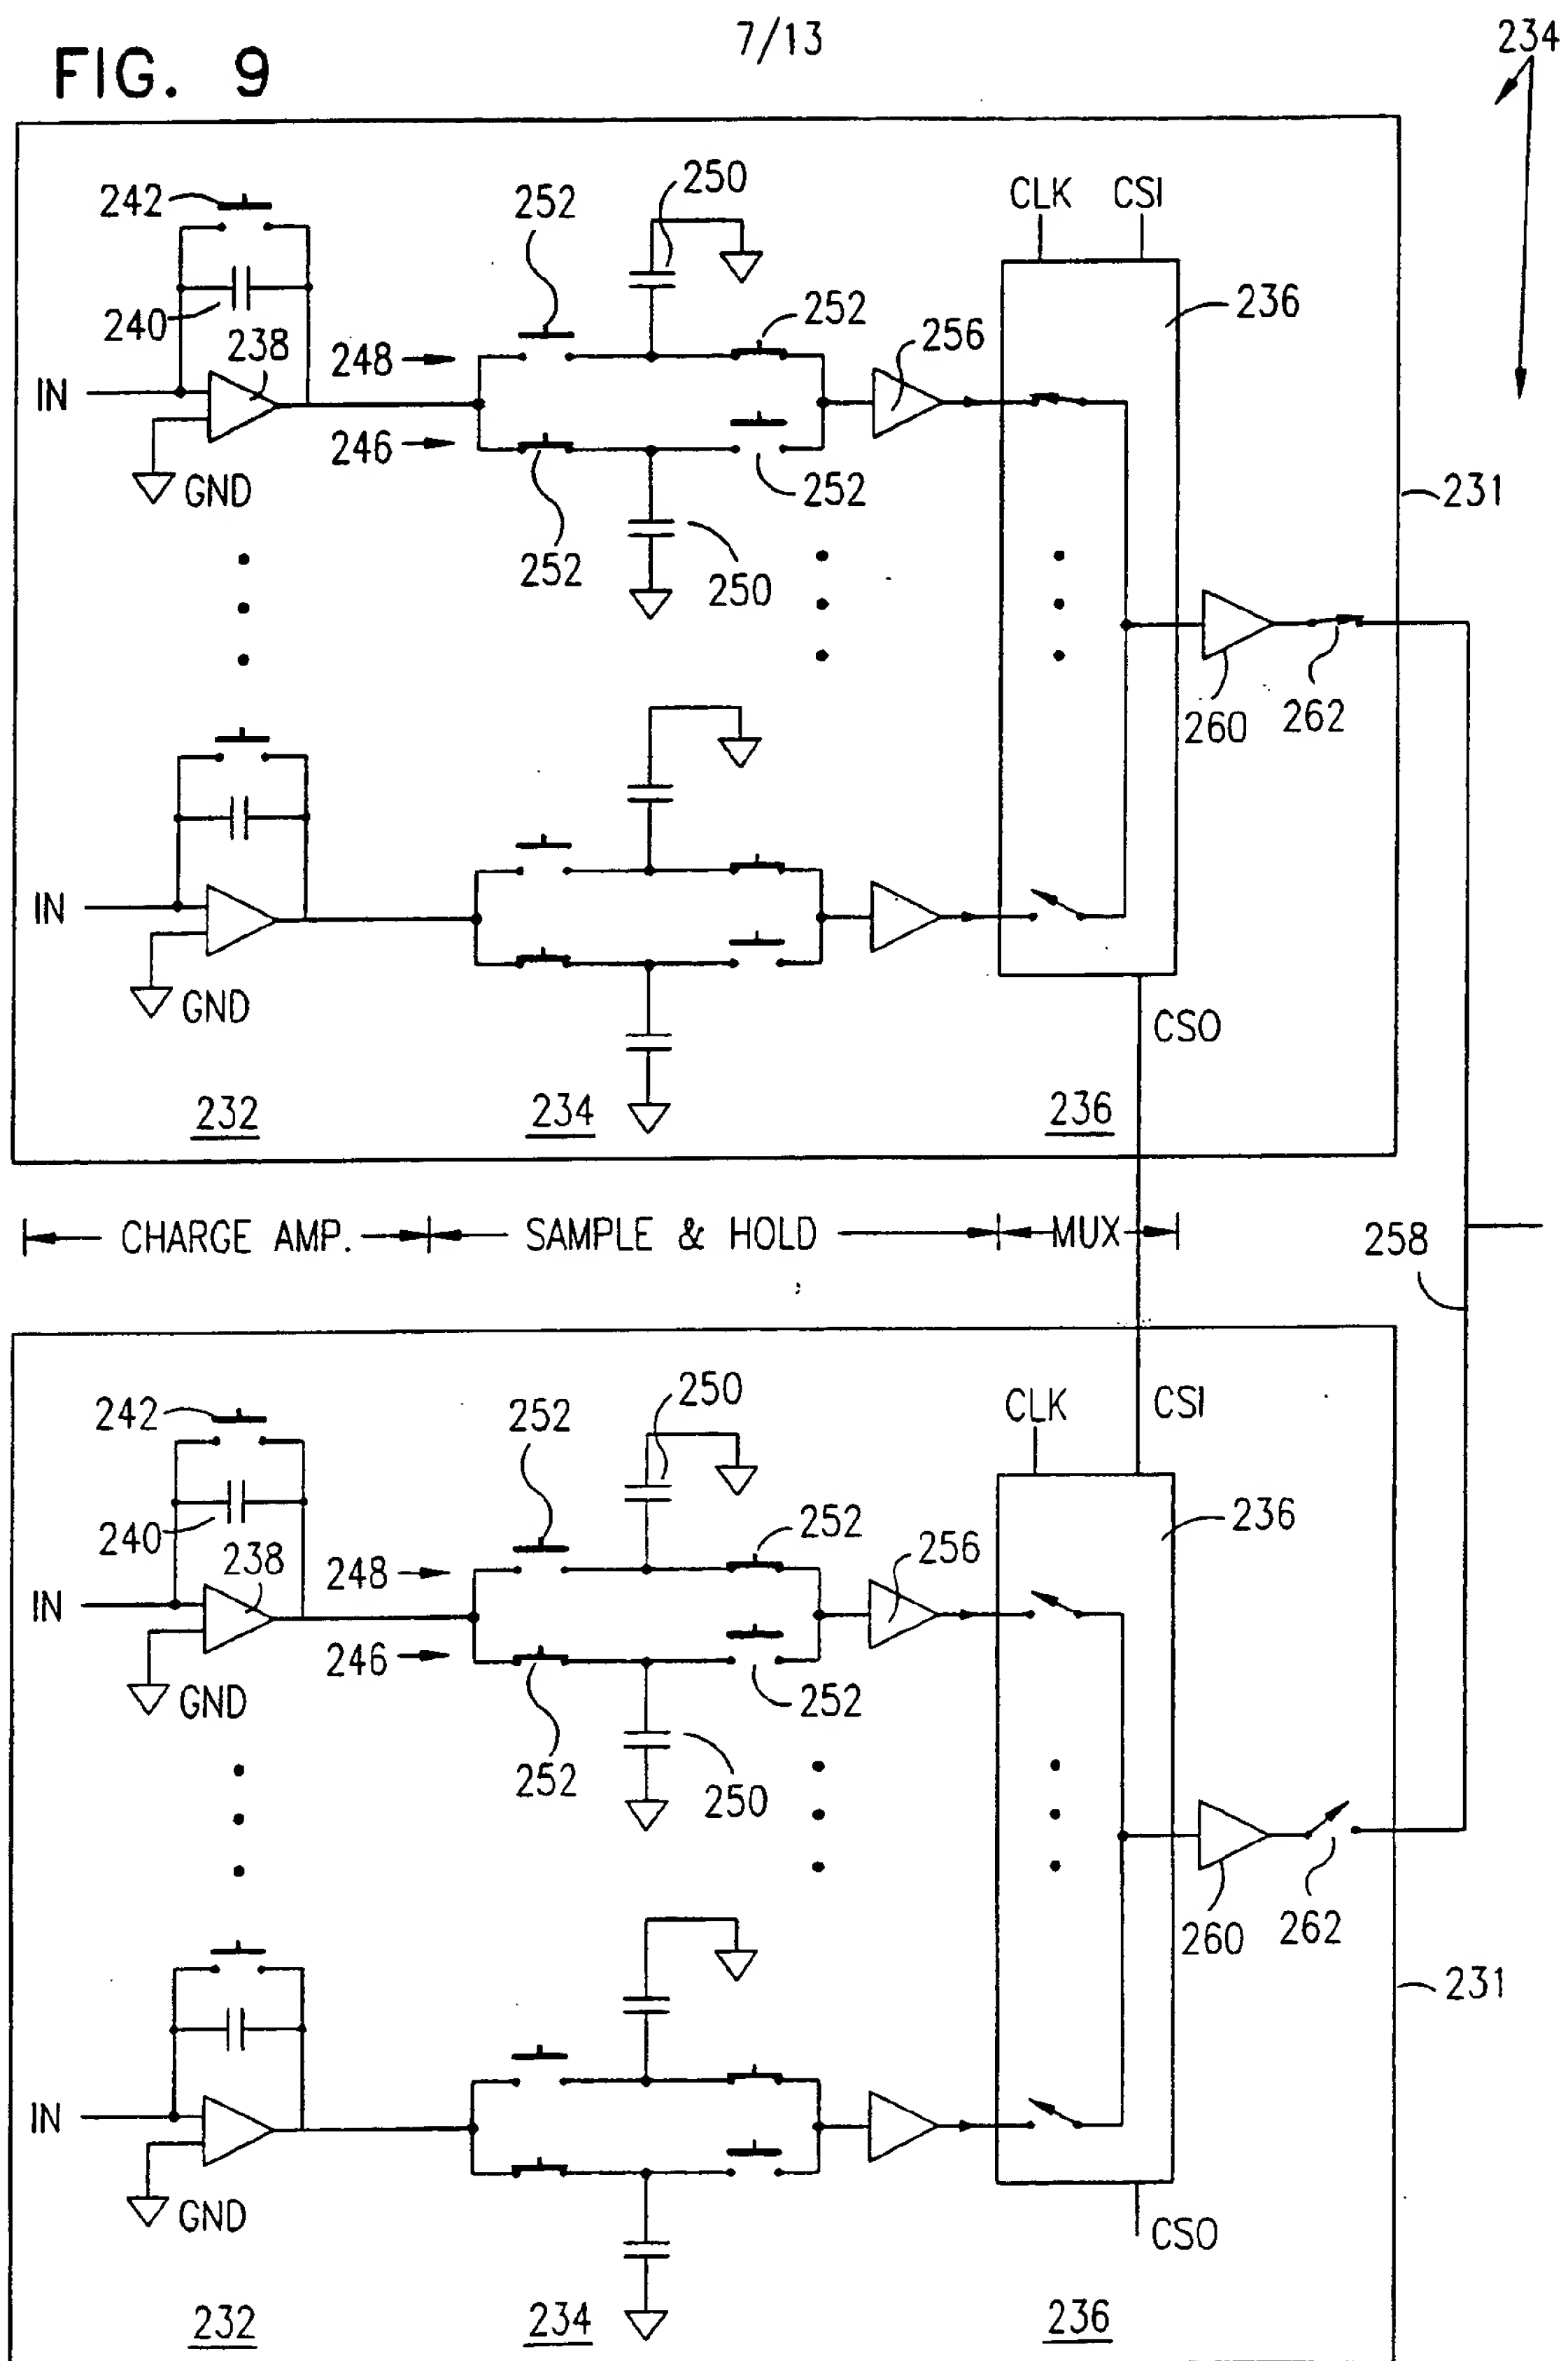 7/13
234
FIG. 9
242
252
250
CLK CSI
240
238
248
252
256
236
IN
246
252
231
GND
252
250
260
262
IN
GND
CSO
232
234
236
CHARGE AMP.
SAMPLE & HOLD
MUX
258
242
252
250
CLK
CSI
240
238
248
252
256
236
IN
246
252
GND
252
250
260
262
231
IN
GND
CSO
232
234
236